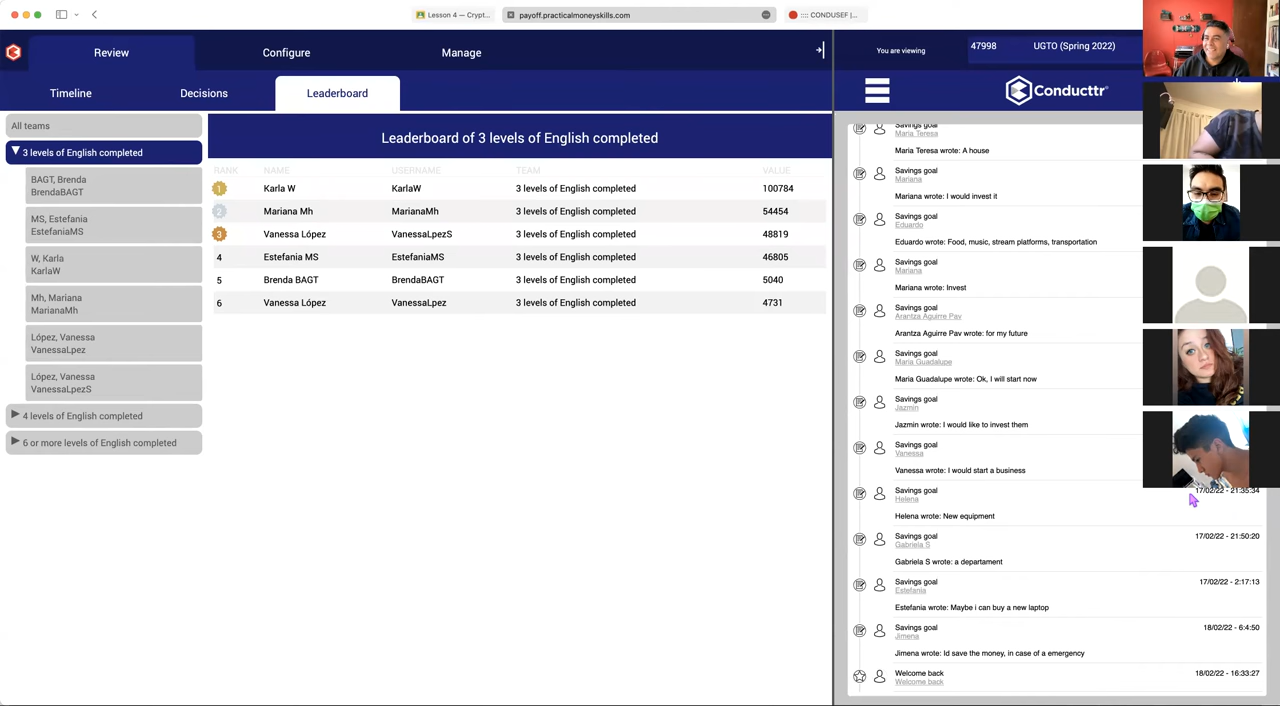 Lesson 4 — Crypt...
payoff.practicalmoneyskills.com
:::: CONDUSEF |...
Review
Configure
Manage
Timeline
Decisions
Leaderboard
All teams
3 levels of English completed
BAGT, Brenda
BrendaBAGT
MS, Estefania
EstefaniaMS
W, Karla
KarlaW
Mh, Mariana
MarianaMh
López, Vanessa
VanessaLpez
López, Vanessa
VanessaLpezS
4 levels of English completed
6 or more levels of English completed
Leaderboard of 3 levels of English completed
RANK NAME USERNAME TEAM VALUE
1 Karla W KarlaW 3 levels of English completed 100784
2 Mariana Mh MarianaMh 3 levels of English completed 54454
3 Vanessa López VanessaLpezS 3 levels of English completed 48819
4 Estefania MS EstefaniaMS 3 levels of English completed 46805
5 Brenda BAGT BrendaBAGT 3 levels of English completed 5040
6 Vanessa López VanessaLpez 3 levels of English completed 4731
You are viewing 47998 UGTO (Spring 2022)
Conducttr
Savings goal
Maria Teresa
Maria Teresa wrote: A house
Savings goal
Mariana
Mariana wrote: I would invest it
Savings goal
Eduardo
Eduardo wrote: Food, music, stream platforms, transportation
Savings goal
Mariana
Mariana wrote: Invest
Savings goal
Arantza Aguirre Pav
Arantza Aguirre Pav wrote: for my future
Savings goal
Maria Guadalupe
Maria Guadalupe wrote: Ok, I will start now
Savings goal
Jazmin
Jazmin wrote: I would like to invest them
Savings goal
Vanessa
Vanessa wrote: I would start a business
Savings goal 17/02/22 - 21:35:34
Helena
Helena wrote: New equipment
Savings goal 17/02/22 - 21:50:20
Gabriela S
Gabriela S wrote: a departament
Savings goal 17/02/22 - 2:17:13
Estefania
Estefania wrote: Maybe i can buy a new laptop
Savings goal 18/02/22 - 6:4:50
Jimena
Jimena wrote: Id save the money, in case of a emergency
Welcome back 18/02/22 - 16:33:27
Welcome back